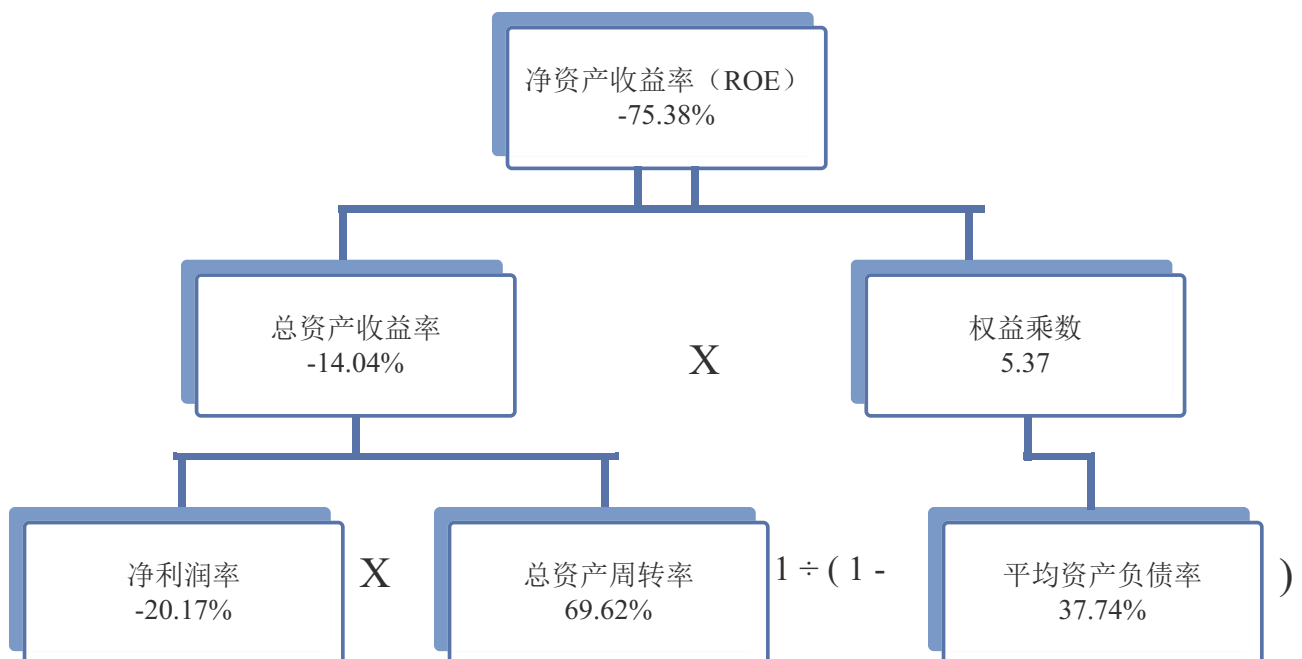 净资产收益率（ROE）
-75.38%
总资产收益率
-14.04%
X
权益乘数
5.37
净利润率
-20.17%
X
总资产周转率
69.62%
1 ÷ ( 1 -
平均资产负债率
37.74%
)